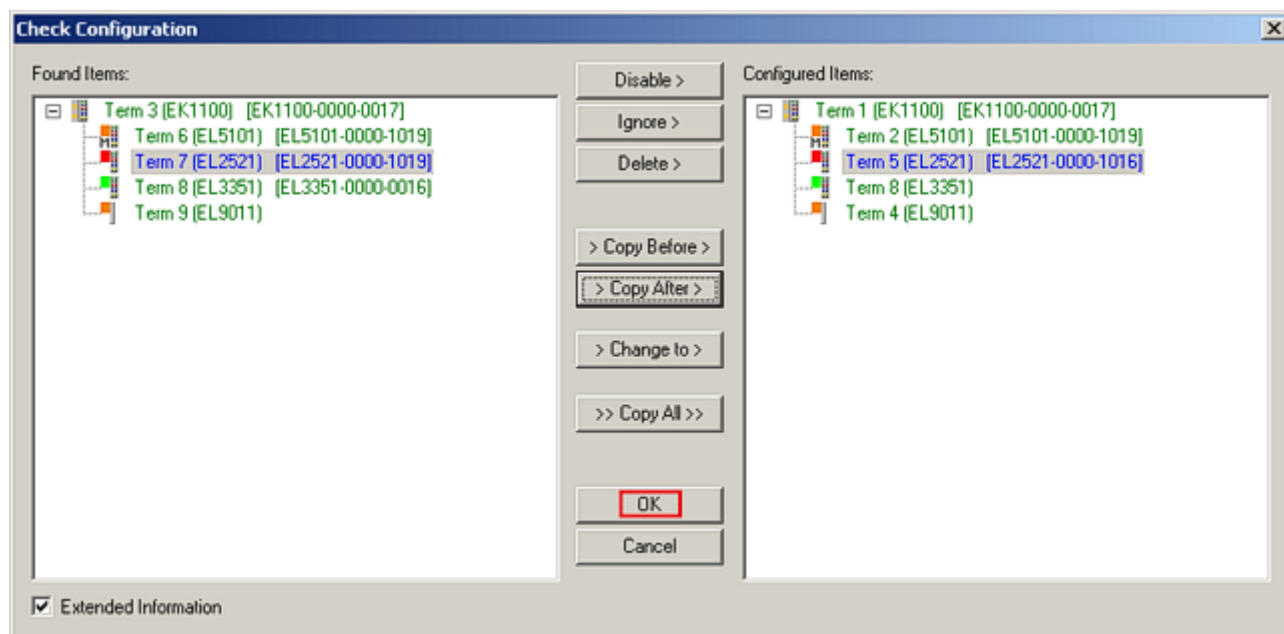 Check Configuration
Found Items:
Term 3 (EK1100) [EK1100-0000-0017]
Term 6 (EL5101) [EL5101-0000-1019]
Term 7 (EL2521) [EL2521-0000-1019]
Term 8 (EL3351) [EL3351-0000-0016]
Term 9 (EL9011)
Disable >
Ignore >
Delete >
> Copy Before >
> Copy After >
> Change to >
>> Copy All >>
OK
Cancel
Configured Items:
Term 1 (EK1100) [EK1100-0000-0017]
Term 2 (EL5101) [EL5101-0000-1019]
Term 5 (EL2521) [EL2521-0000-1016]
Term 8 (EL3351)
Term 4 (EL9011)
Extended Information